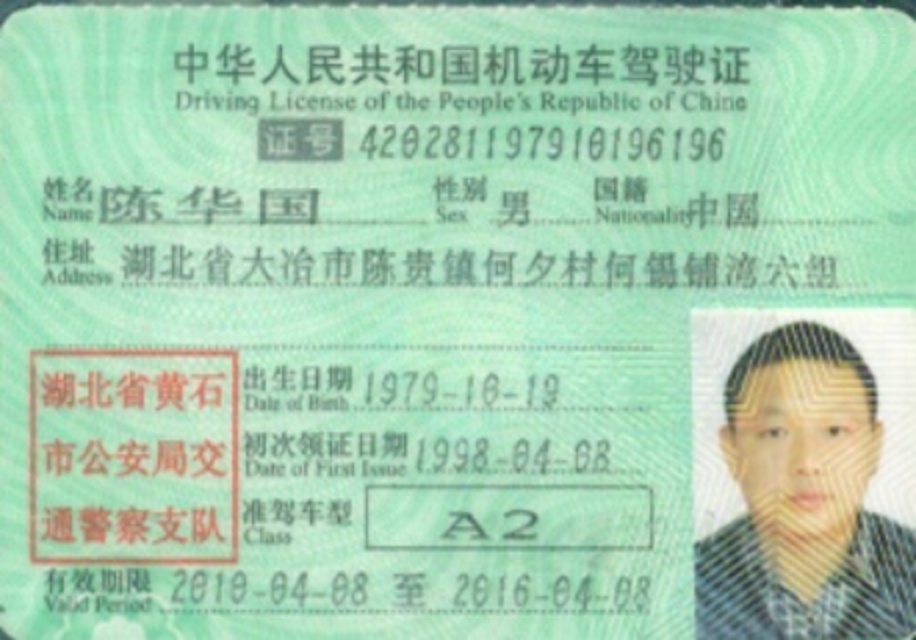 中华人民共和国机动车驾驶证
Driving License of the People's Republic of China
证号 420281197910196196
姓名 Name 陈华国 性别 Sex 男 国籍 Nationality 中国
住址 Address 湖北省大冶市陈贵镇何夕村何锡铺湾六组
湖北省黄石
市公安局交
通警察支队
出生日期 Date of Birth 1979-10-19
初次领证日期 Date of First Issue 1998-04-08
准驾车型 Class A2
有效期限 Valid Period 2010-04-08 至 2016-04-08